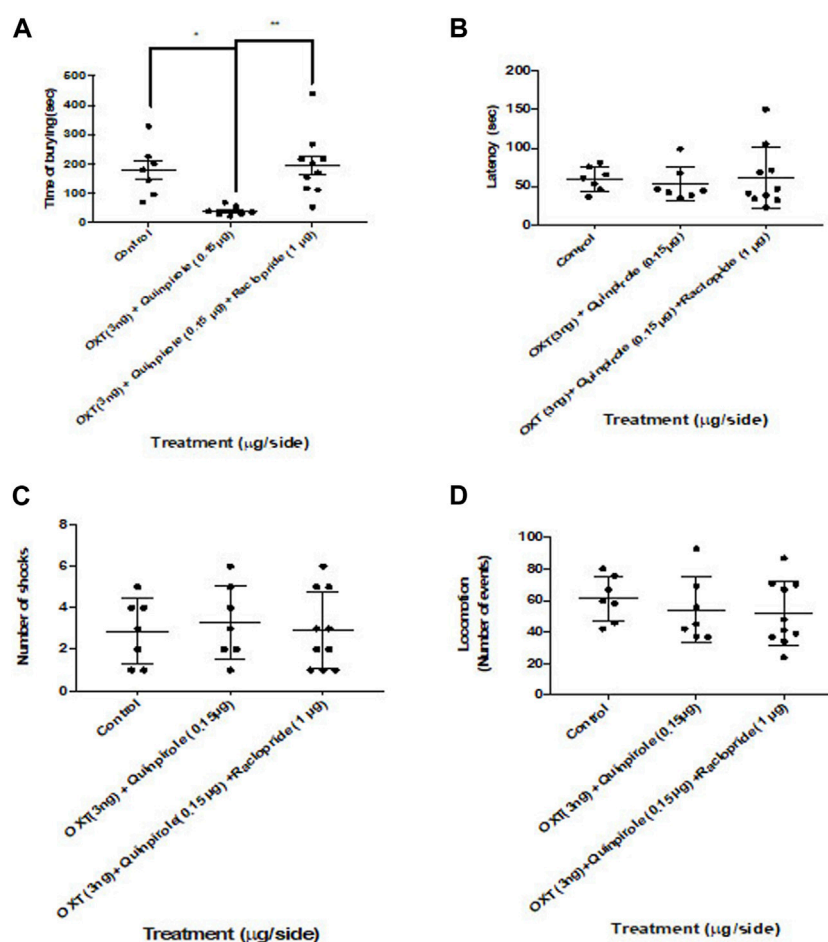 A
*
**
Time of burying(sec)
600
400
300
200
100
0
Control
OXT(3ng) + Quinpirole (0.15 µg)
OXT(3ng) + Quinpirole (0.15 µg) + Raclopride (1 µg)
Treatment (µg/side)
B
Latency (sec)
200
150
100
50
0
Control
OXT(3ng) + Quinpirole (0.15µg)
OXT (3ng) + Quinpirole (0.15µg) +Raclopride (1 µg)
Treatment (µg/side)
C
Number of shocks
8
6
4
2
0
Control
OXT(3ng) + Quinpirole (0.15µg)
OXT (3ng)+Quinpirole(0.15µg) +Raclopride (1 µg)
Treatment (µg/side)
D
Locomotion
(Number of events)
100
80
60
40
20
0
Control
OXT(3ng) + Quinpirole (0.15µg)
OXT (3ng)+Quinpirole (0.15µg) +Raclopride (1 µg)
Treatment (µg/side)